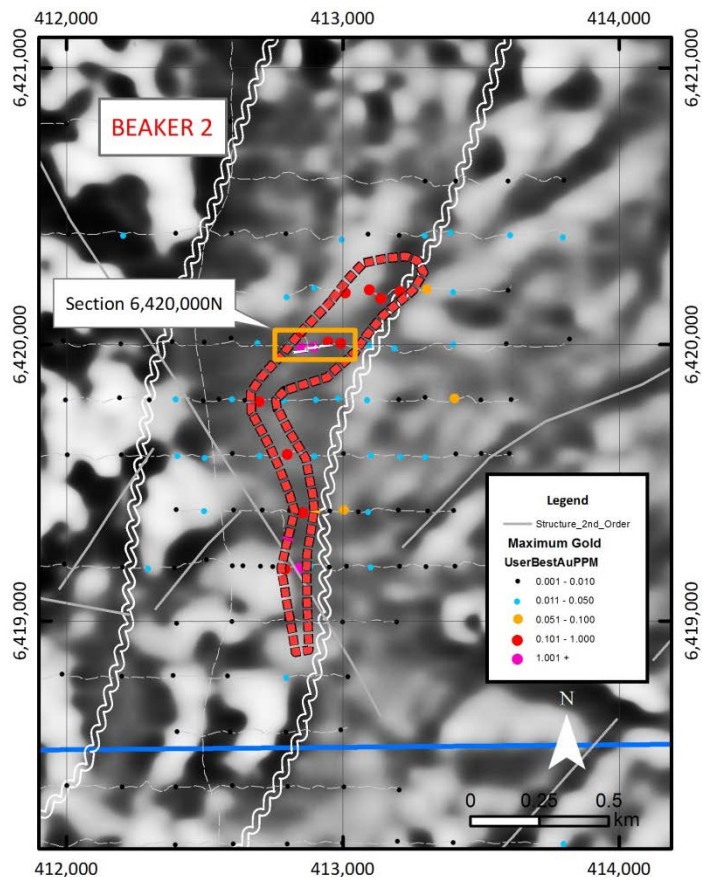 412,000
413,000
414,000
6,421,000
6,421,000
BEAKER 2
Section 6,420,000N
6,420,000
6,420,000
Legend
Structure_2nd_Order
Maximum Gold
UserBestAuPPM
0.001 - 0.010
0.011 - 0.050
0.051 - 0.100
0.101 - 1.000
1.001 +
6,419,000
6,419,000
N
0 0.25 0.5
km
412,000
413,000
414,000